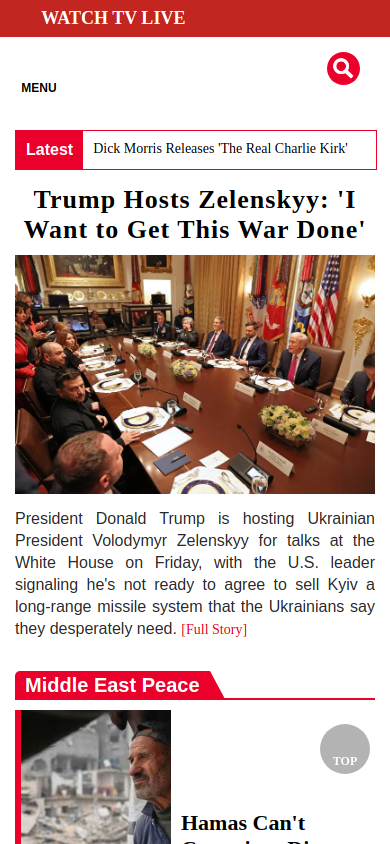 WATCH TV LIVE
MENU
Latest
Dick Morris Releases 'The Real Charlie Kirk'
Trump Hosts Zelenskyy: 'I
Want to Get This War Done'
President Donald Trump is hosting Ukrainian
President Volodymyr Zelenskyy for talks at the
White House on Friday, with the U.S. leader
signaling he's not ready to agree to sell Kyiv a
long-range missile system that the Ukrainians say
they desperately need. [Full Story]
Middle East Peace
TOP
Hamas Can't